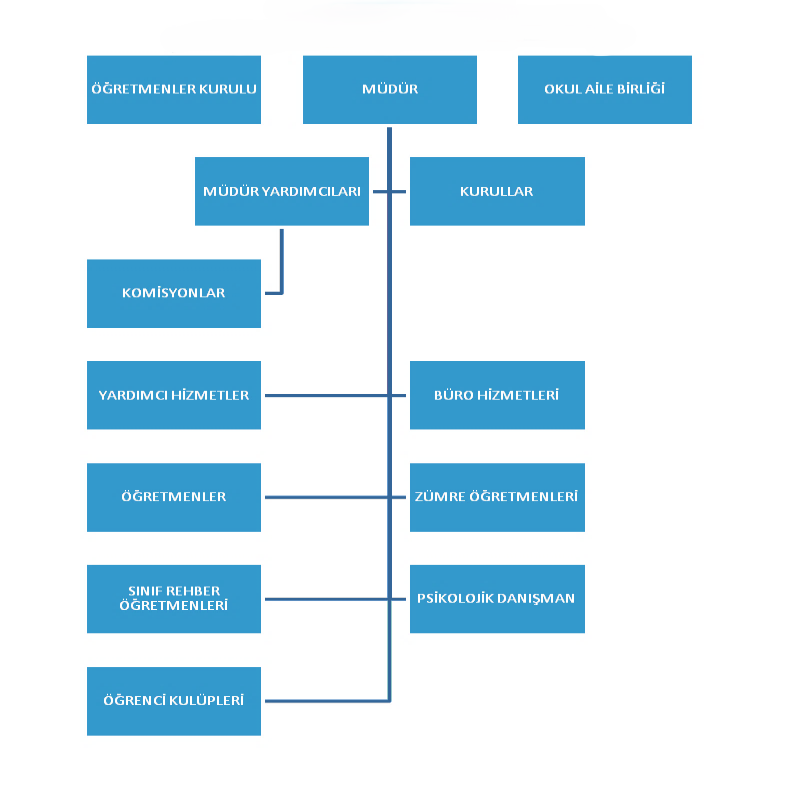 ÖĞRETMENLER KURULU
MÜDÜR
OKUL AİLE BİRLİĞİ
MÜDÜR YARDIMCILARI
KURULLAR
KOMİSYONLAR
YARDIMCI HİZMETLER
BÜRO HİZMETLERİ
ÖĞRETMENLER
ZÜMRE ÖĞRETMENLERİ
SINIF REHBER
ÖĞRETMENLERİ
PSİKOLOJİK DANIŞMAN
ÖĞRENCİ KULÜPLERİ